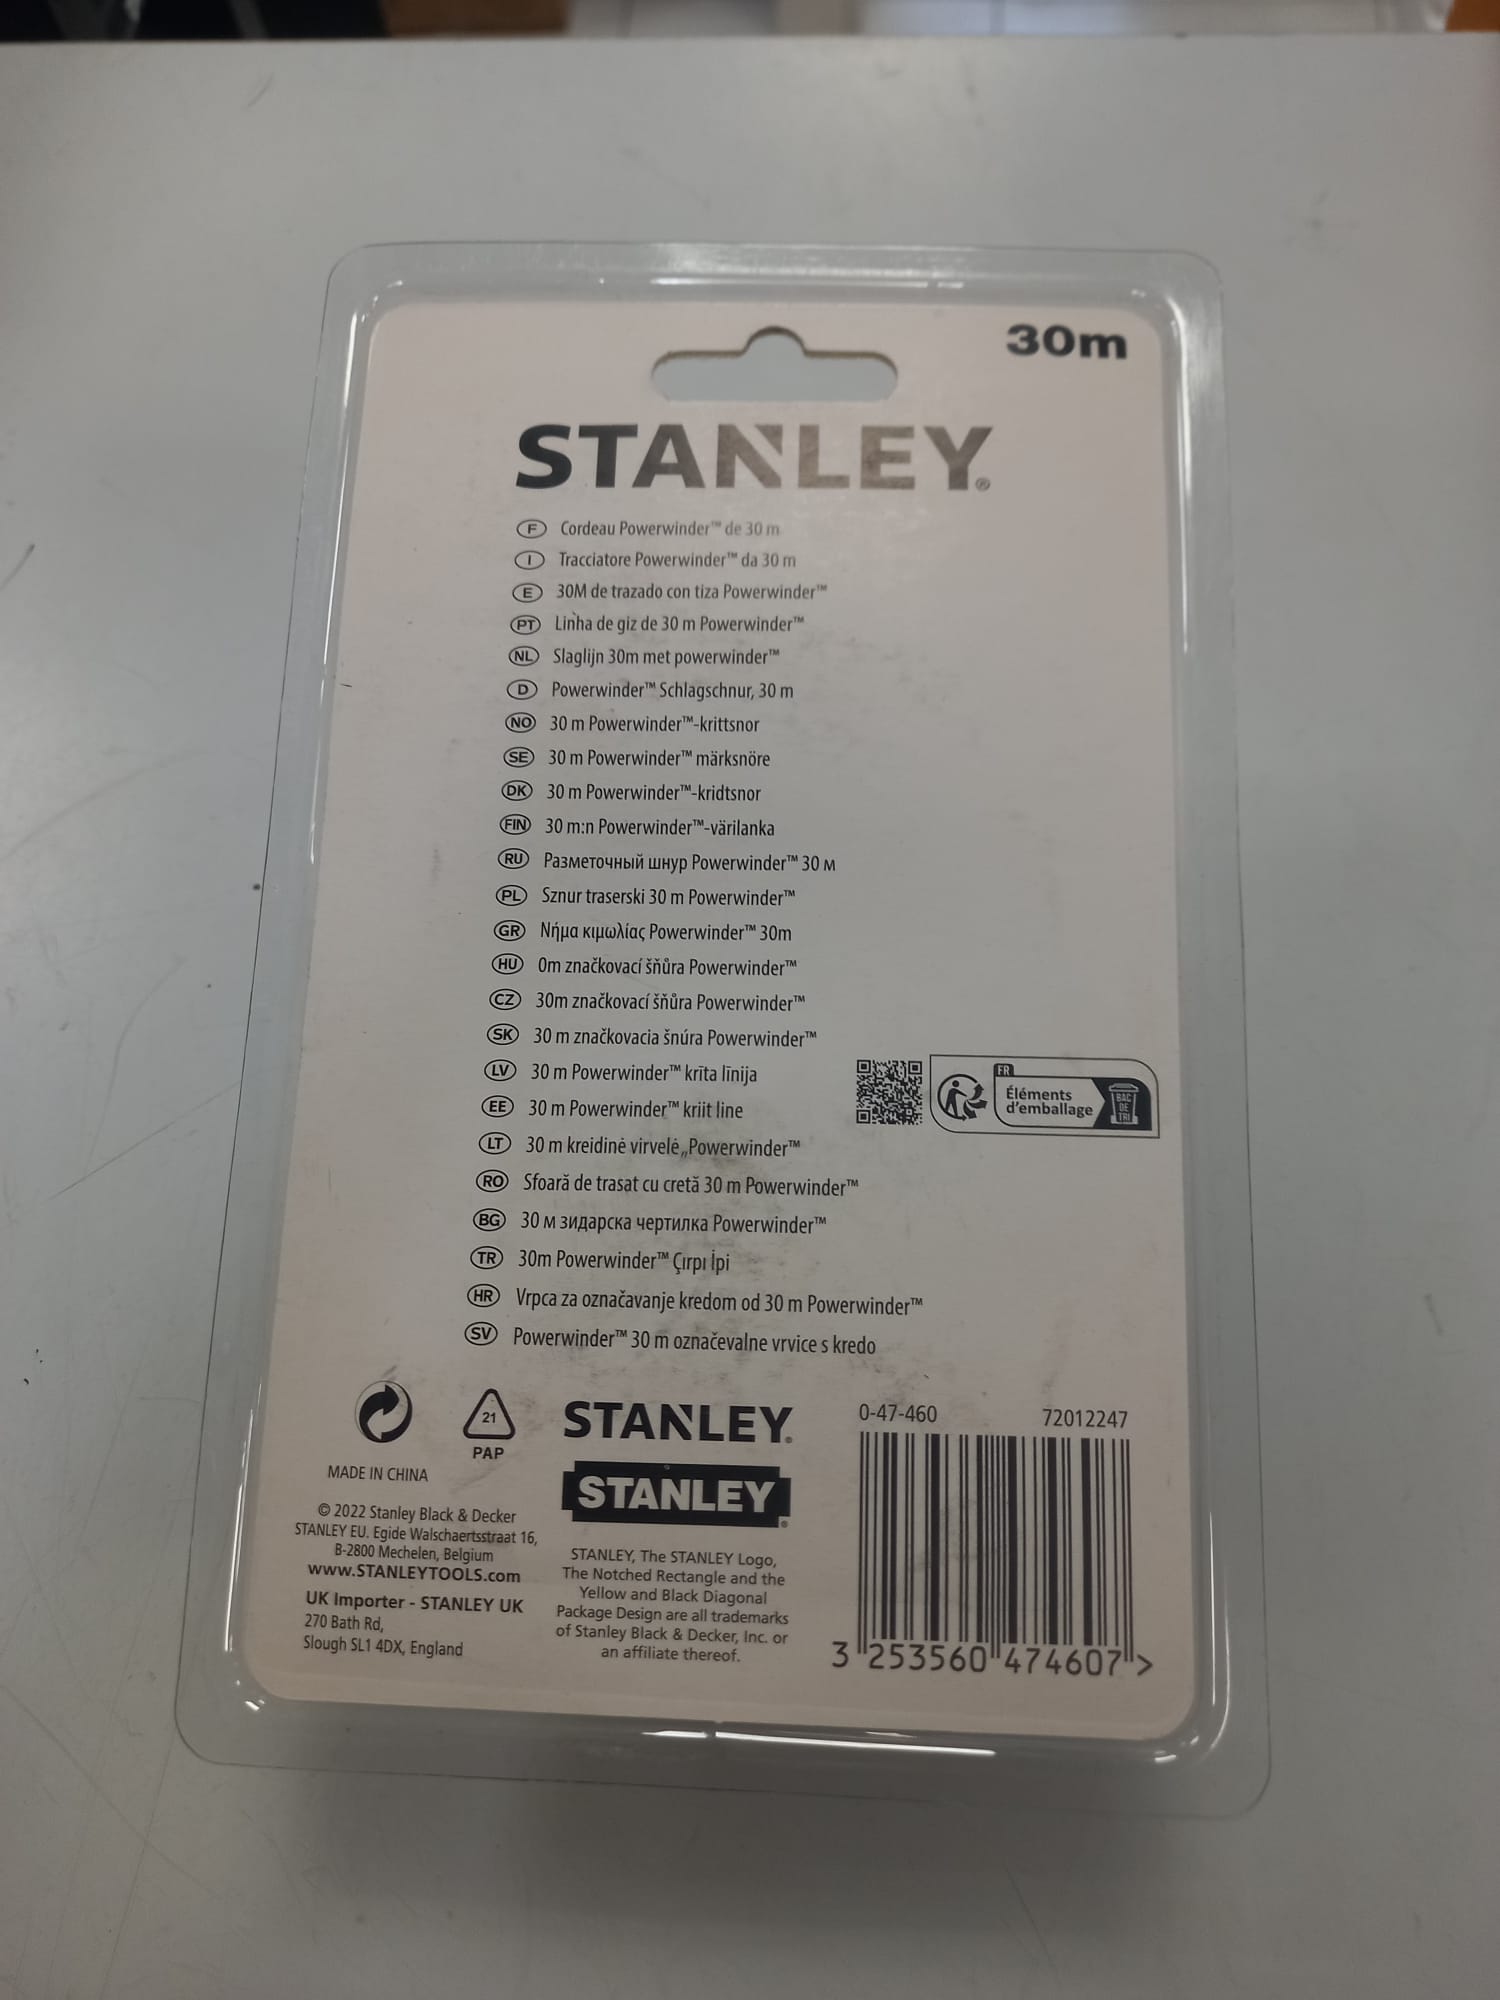 30m
STANLEY®
F Cordeau Powerwinder™ de 30 m
I Tracciatore Powerwinder™ da 30 m
E 30M de trazado con tiza Powerwinder™
PT Linha de giz de 30 m Powerwinder™
NL Slaglijn 30m met powerwinder™
D Powerwinder™ Schlagschnur, 30 m
NO 30 m Powerwinder™-krittsnor
SE 30 m Powerwinder™ märksnöre
DK 30 m Powerwinder™-kridtsnor
FIN 30 m:n Powerwinder™-värilanka
RU Разметочный шнур Powerwinder™ 30 м
PL Sznur traserski 30 m Powerwinder™
GR Νήμα κιμωλίας Powerwinder™ 30m
HU 0m značkovací šňůra Powerwinder™
CZ 30m značkovací šňůra Powerwinder™
SK 30 m značkovacia šnúra Powerwinder™
LV 30 m Powerwinder™ krīta līnija
EE 30 m Powerwinder™ kriit line
LT 30 m kreidinė virvelė „Powerwinder™
RO Sfoară de trasat cu cretă 30 m Powerwinder™
BG 30 м зидарска чертилка Powerwinder™
TR 30m Powerwinder™ Çırpı İpi
HR Vrpca za označavanje kredom od 30 m Powerwinder™
SV Powerwinder™ 30 m označevalne vrvice s kredo
FR
Éléments
d'emballage
BAC
DE
TRI
21
PAP
MADE IN CHINA
© 2022 Stanley Black & Decker
STANLEY EU. Egide Walschaertsstraat 16,
B-2800 Mechelen, Belgium
www.STANLEYTOOLS.com
UK Importer - STANLEY UK
270 Bath Rd,
Slough SL1 4DX, England
STANLEY®
STANLEY®
STANLEY, The STANLEY Logo,
The Notched Rectangle and the
Yellow and Black Diagonal
Package Design are all trademarks
of Stanley Black & Decker, Inc. or
an affiliate thereof.
0-47-460 72012247
3 253560 474607 >